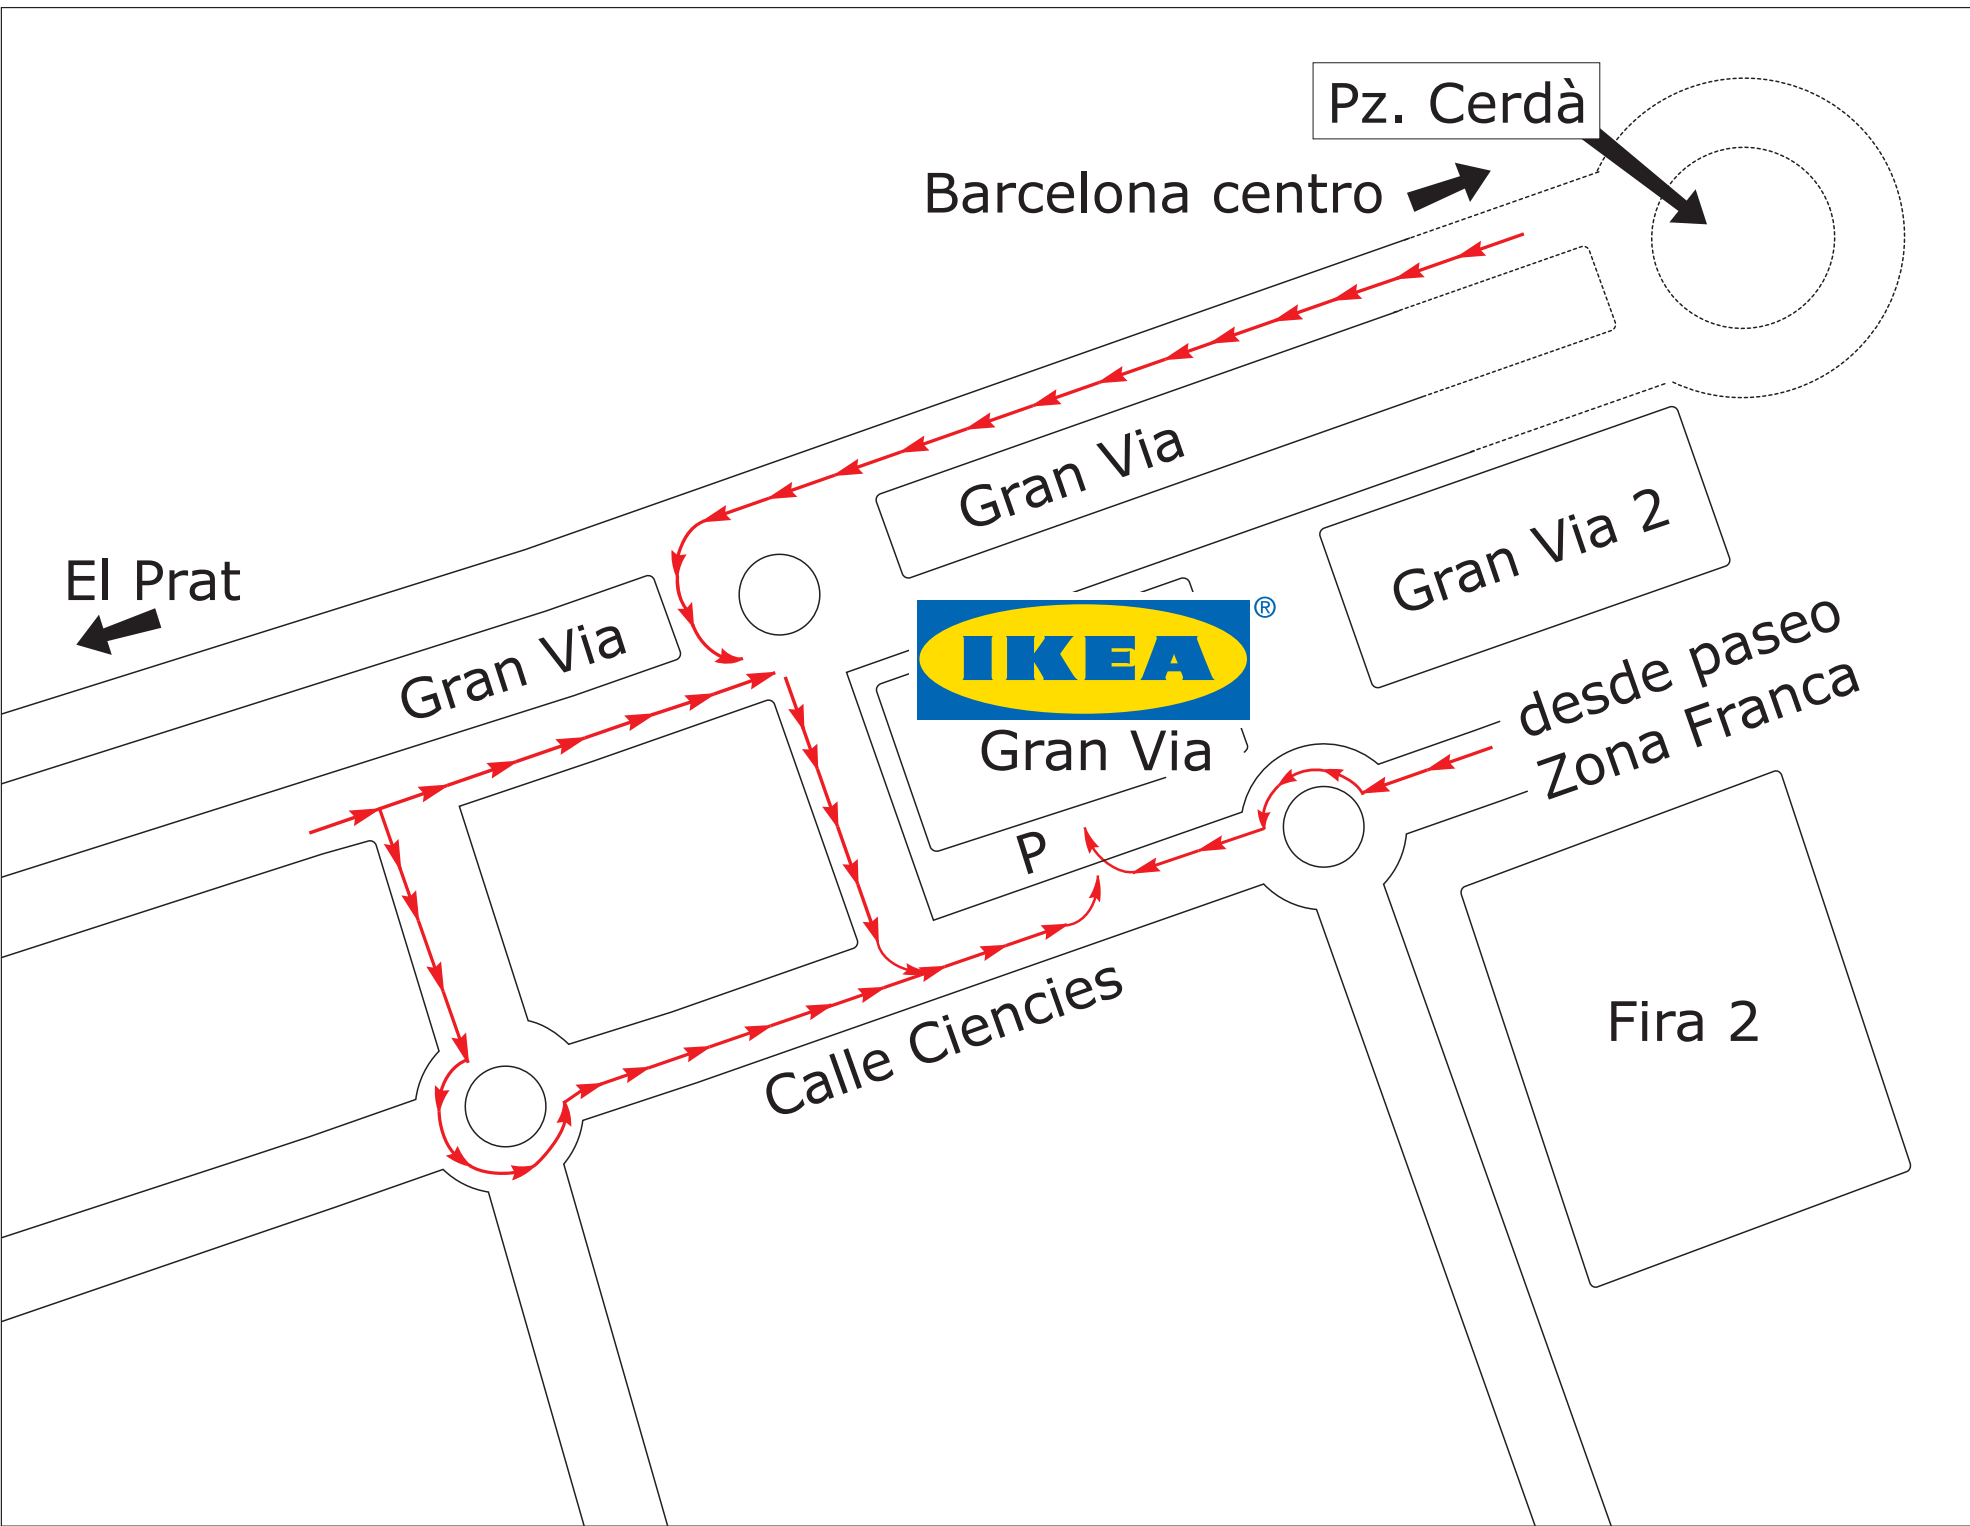 Pz. Cerdà
Barcelona centro
Gran Via
Gran Via 2
El Prat
Gran Via
IKEA®
Gran Via
desde paseo
Zona Franca
P
Calle Ciencies
Fira 2